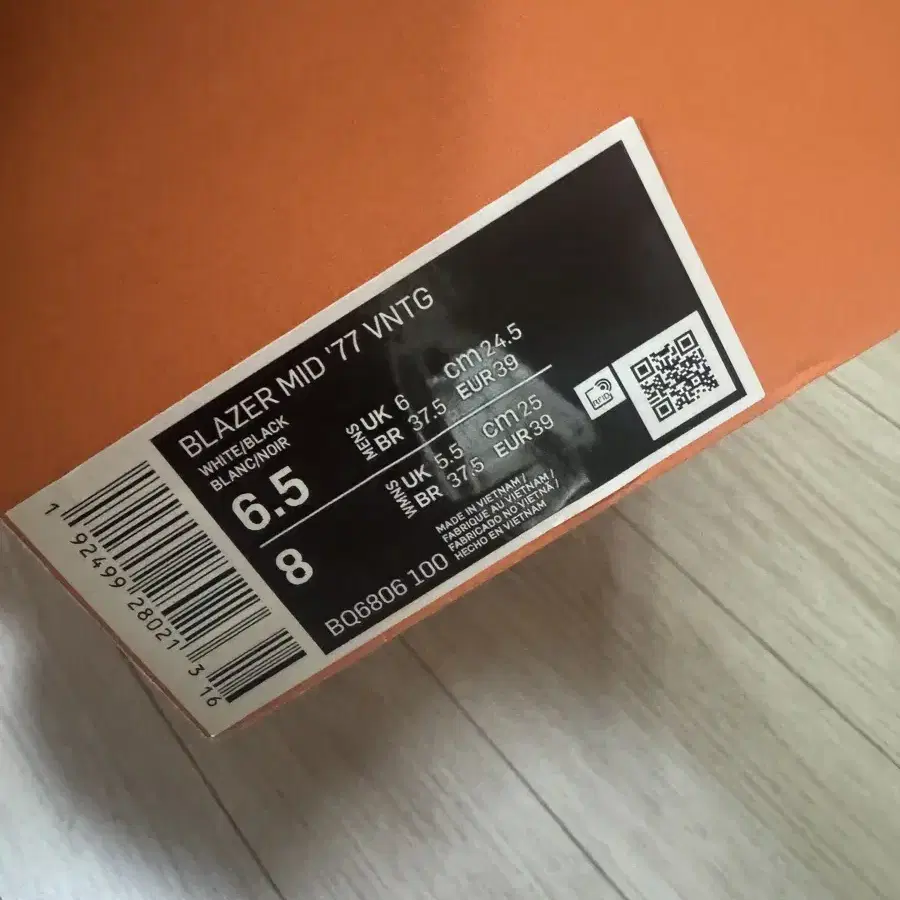 BLAZER MID '77 VNTG
WHITE/BLACK
BLANC/NOIR
6.5
MENS
UK 6
cm 24.5
BR 37.5
EUR 39
8
WMNS
UK 5.5
cm 25
BR 37,5
EUR 39
BQ6806 100
MADE IN VIETNAM /
FABRIQUE AU VIETNAM /
FABRICADO NO VIETNÃ /
HECHO EN VIETNAM
RFID
1 92499 28021 3 16